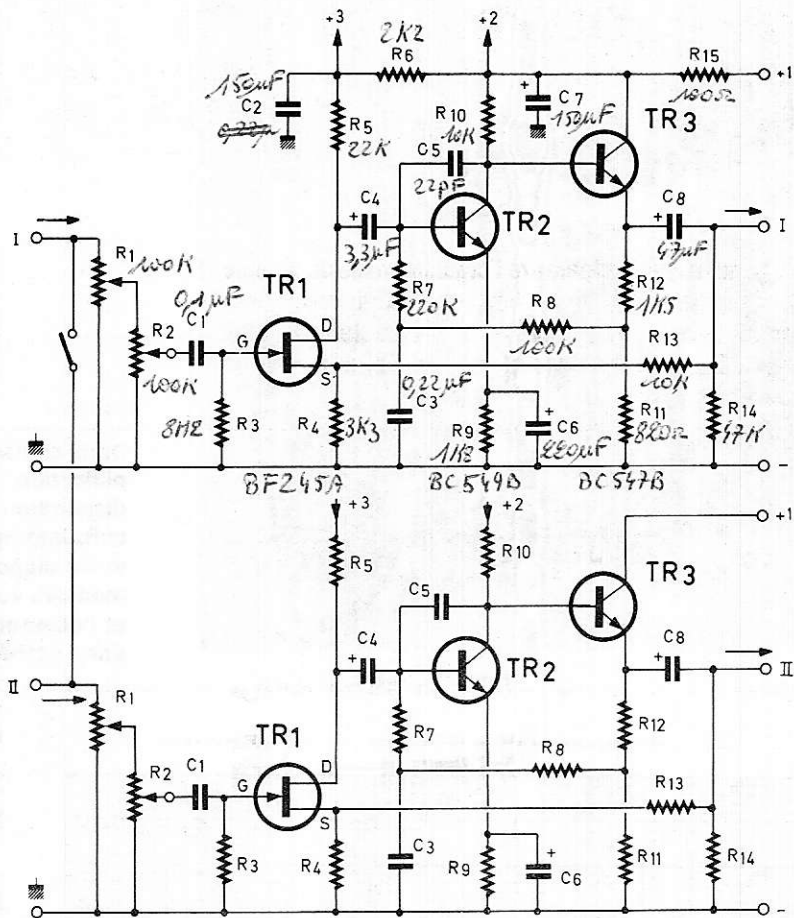 +3 2K2 +2
R6 R15 +1
150µF C2 C7 150µF 100Ω
0,22µ
R5 22K R10 10K TR3
C5 22pF
C4 3,3µF TR2 C8 47µF
I I
R1 100K
0,1µF C1 TR1 R7 220K R8 100K R12 1K5
R2 100K G D S R13 10K
0,22µF C3
8M2 R3 R4 3K3 R9 1K2 C6 220µF R11 820Ω R14 47K
-
BF245A BC549B BC547B
+3 +2 +1
R5 R10
C5 TR3
C4 TR2 C8
II II
R1 R7 R12
TR1 D R8
R2 C1 G S R13
R3 R4 C3 R9 C6 R11 R14
-